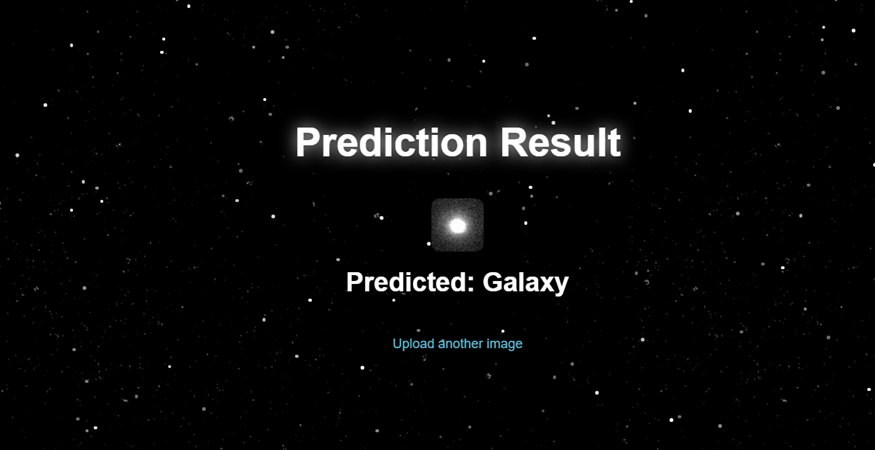 Prediction Result
Predicted: Galaxy
Upload another image